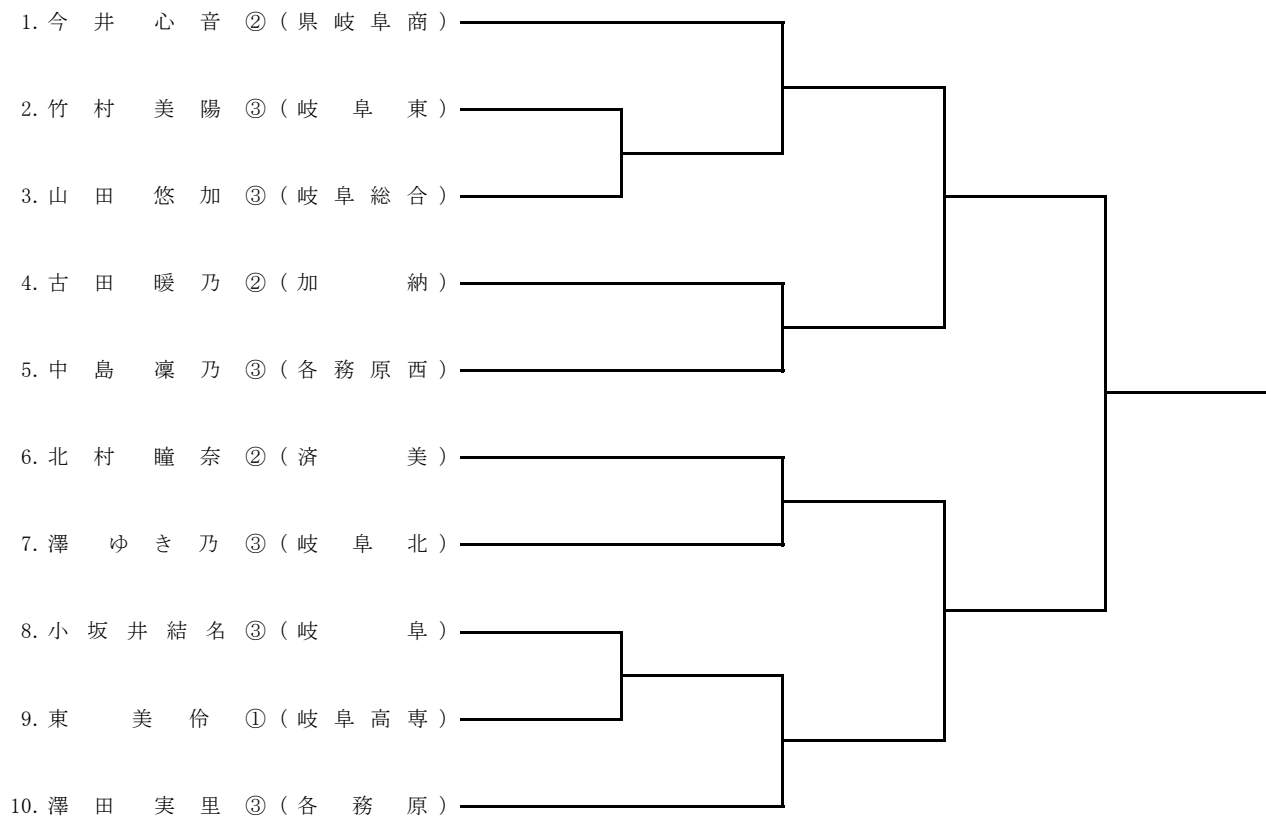 1. 今井 心音 ② (県岐阜商)
2. 竹村 美陽 ③ (岐阜東)
3. 山田 悠加 ③ (岐阜総合)
4. 古田 暖乃 ② (加納)
5. 中島 凜乃 ③ (各務原西)
6. 北村 瞳奈 ② (済美)
7. 澤 ゆき乃 ③ (岐阜北)
8. 小坂井結名 ③ (岐阜)
9. 東 美伶 ① (岐阜高専)
10. 澤田 実里 ③ (各務原)